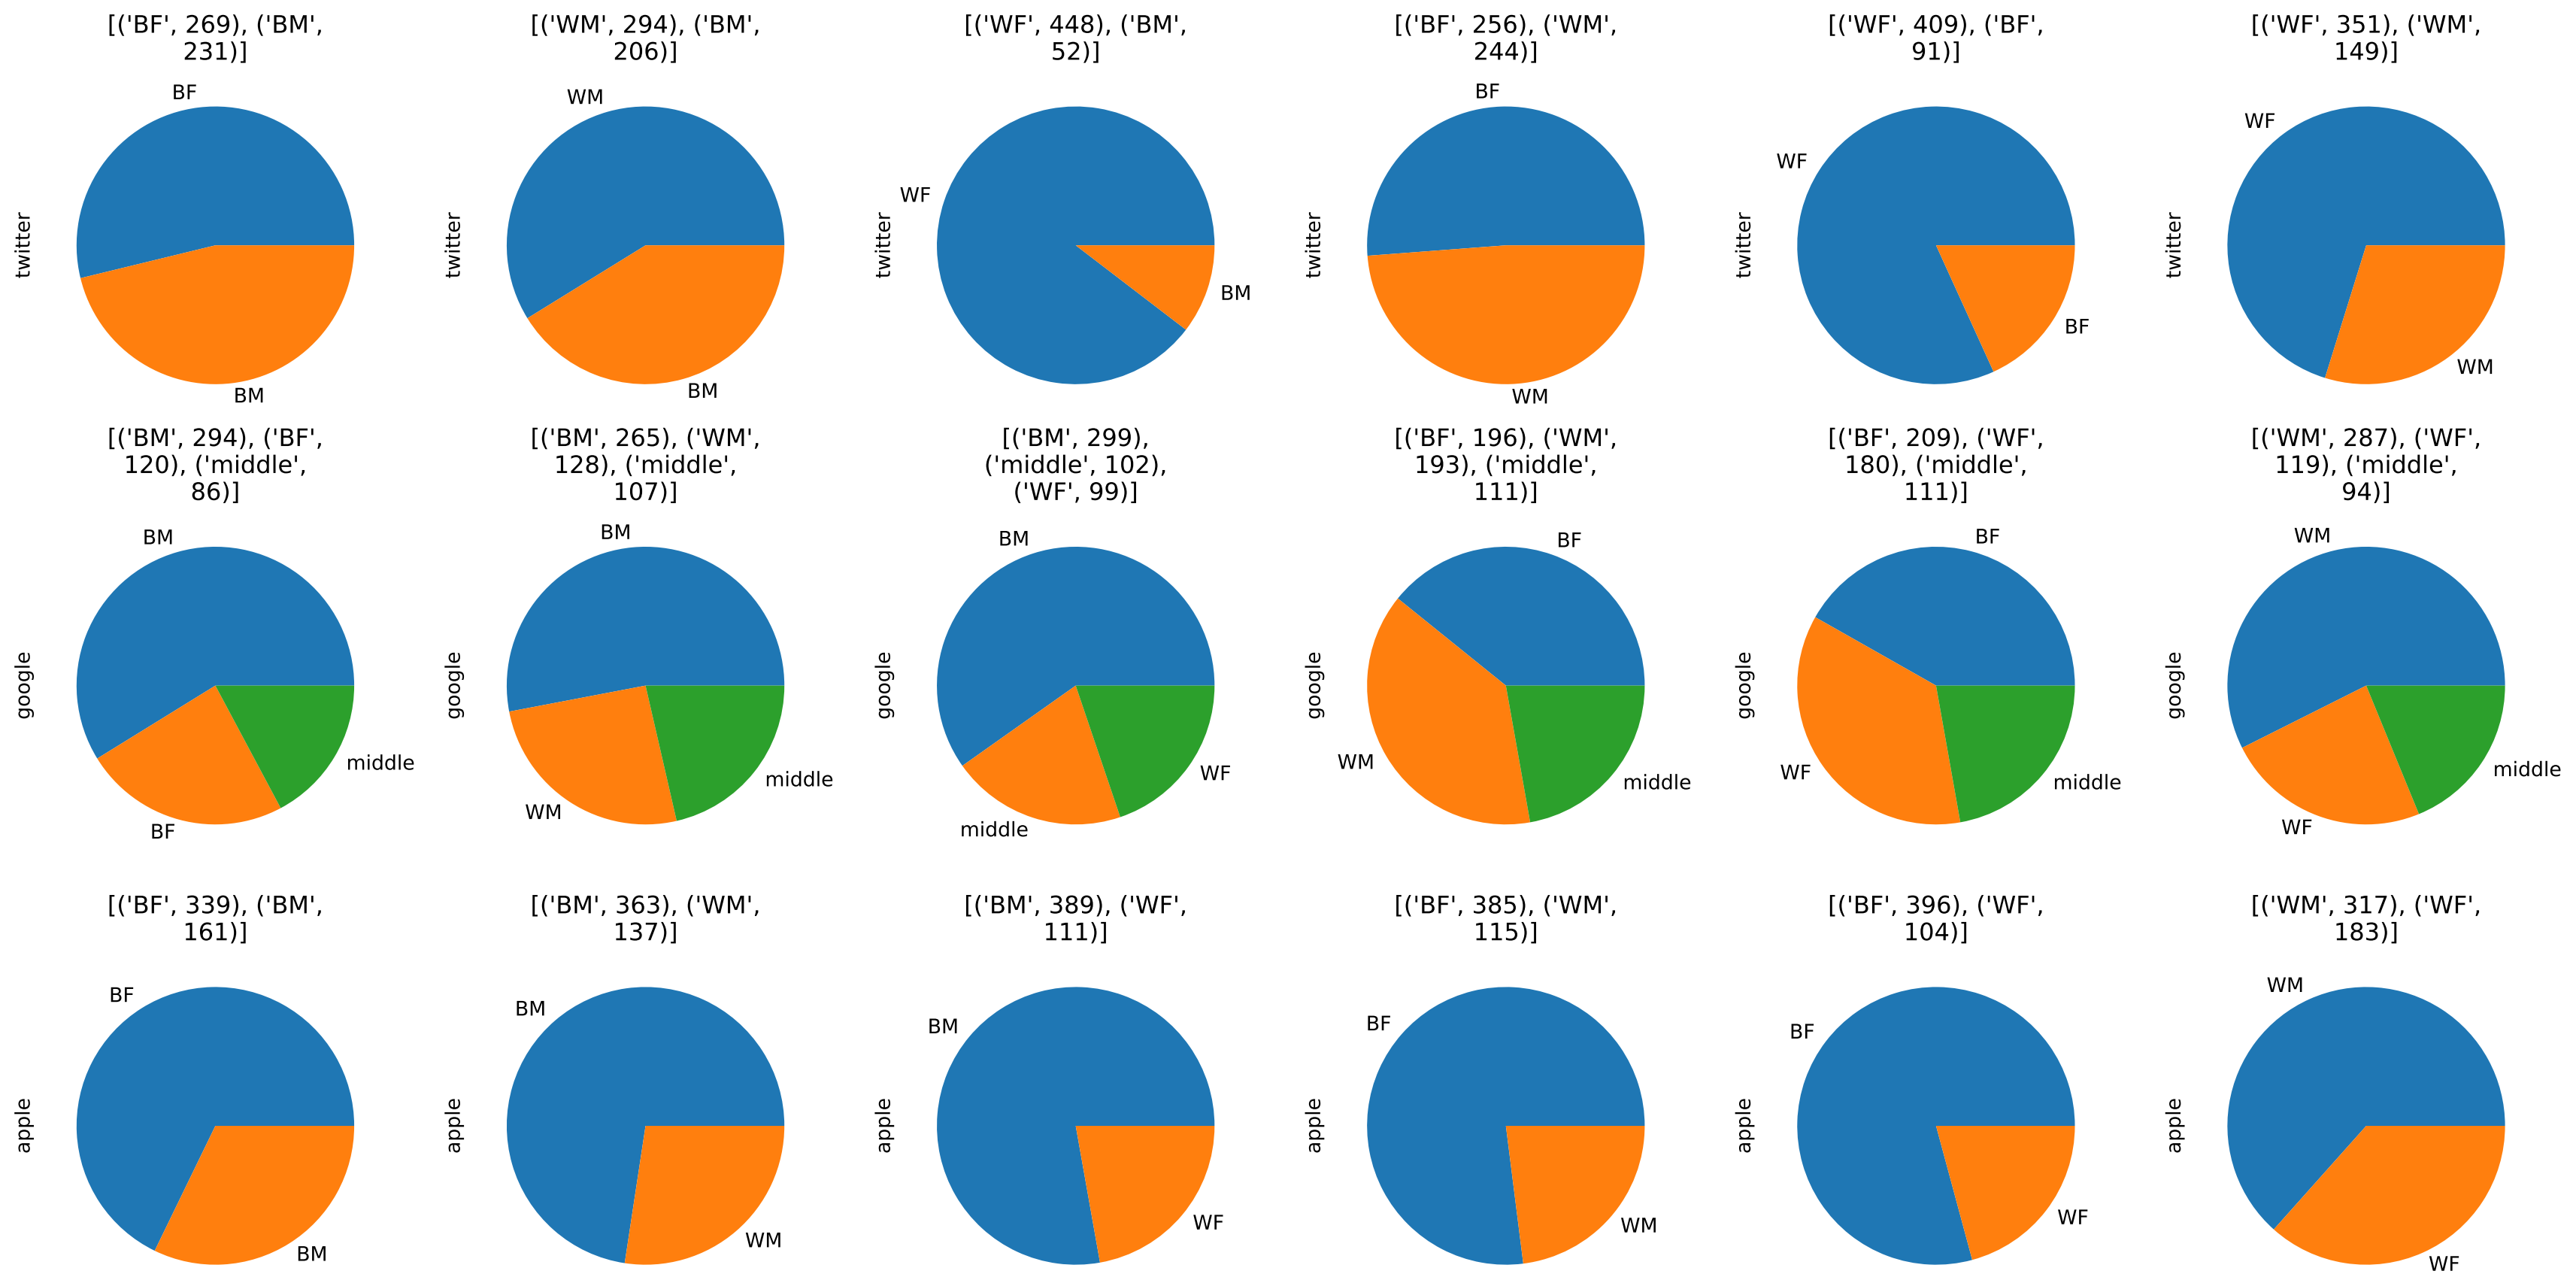 [('BF', 269), ('BM',
231)]
BF
twitter
BM
[('WM', 294), ('BM',
206)]
WM
twitter
BM
[('WF', 448), ('BM',
52)]
WF
twitter
BM
[('BF', 256), ('WM',
244)]
BF
twitter
WM
[('WF', 409), ('BF',
91)]
WF
twitter
BF
[('WF', 351), ('WM',
149)]
WF
twitter
WM
[('BM', 294), ('BF',
120), ('middle',
86)]
BM
google
middle
BF
[('BM', 265), ('WM',
128), ('middle',
107)]
BM
google
middle
WM
[('BM', 299),
('middle', 102),
('WF', 99)]
BM
google
WF
middle
[('BF', 196), ('WM',
193), ('middle',
111)]
BF
google
WM
middle
[('BF', 209), ('WF',
180), ('middle',
111)]
BF
google
WF
middle
[('WM', 287), ('WF',
119), ('middle',
94)]
WM
google
middle
WF
[('BF', 339), ('BM',
161)]
BF
apple
BM
[('BM', 363), ('WM',
137)]
BM
apple
WM
[('BM', 389), ('WF',
111)]
BM
apple
WF
[('BF', 385), ('WM',
115)]
BF
apple
WM
[('BF', 396), ('WF',
104)]
BF
apple
WF
[('WM', 317), ('WF',
183)]
WM
apple
WF